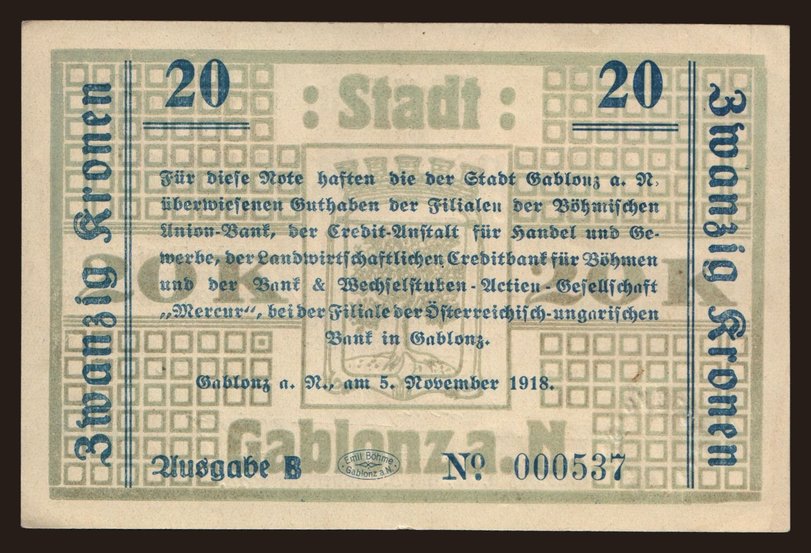 20
20
: Stadt :
Zwanzig Kronen
Zwanzig Kronen
Für diese Note haften die der Stadt Gablonz a. N.
überwiesenen Guthaben der Filialen der Böhmischen
Union-Bank, der Credit-Anstalt für Handel und Ge-
werbe, der Landwirtschaftlichen Creditbank für Böhmen
und der Bank & Wechselstuben-Actien-Gesellschaft
„Mercur", bei der Filiale der Österreichisch-ungarischen
Bank in Gablonz.
20 K
20 K
Gablonz a. N., am 5. November 1918.
Gablonz a. N.
Ausgabe B
Emil Böhme
Gablonz a.N.
No. 000537